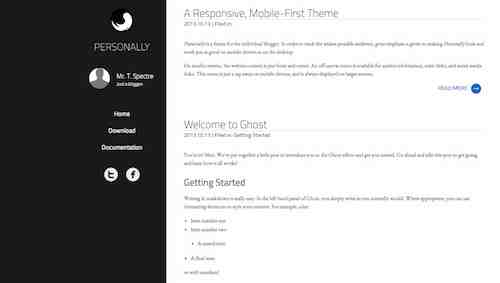 PERSONALLY
Mr. T. Spectre
Just a blogger.
Home
Download
Documentation
A Responsive, Mobile-First Theme
2013.10.13 | Filed in:
Personally is a theme for the individual blogger. In order to reach the widest possible audience, great emphasis is given to making Personally look and
work just as good on mobile devices as on the desktop.
On mobile devices, the written content is put front and center. An off-canvas menu is available for author information, static links, and social media
links. This menu is just a tap away on mobile devices, and is always displayed on larger screens.
READ MORE
Welcome to Ghost
2013.10.13 | Filed in: Getting Started
You're in! Nice. We've put together a little post to introduce you to the Ghost editor and get you started. Go ahead and edit this post to get going
and learn how it all works!
Getting Started
Writing in markdown is really easy. In the left hand panel of Ghost, you simply write as you normally would. Where appropriate, you can use
formatting shortcuts to style your content. For example, a list:
• Item number one
• Item number two
• A nested item
• A final item
or with numbers!